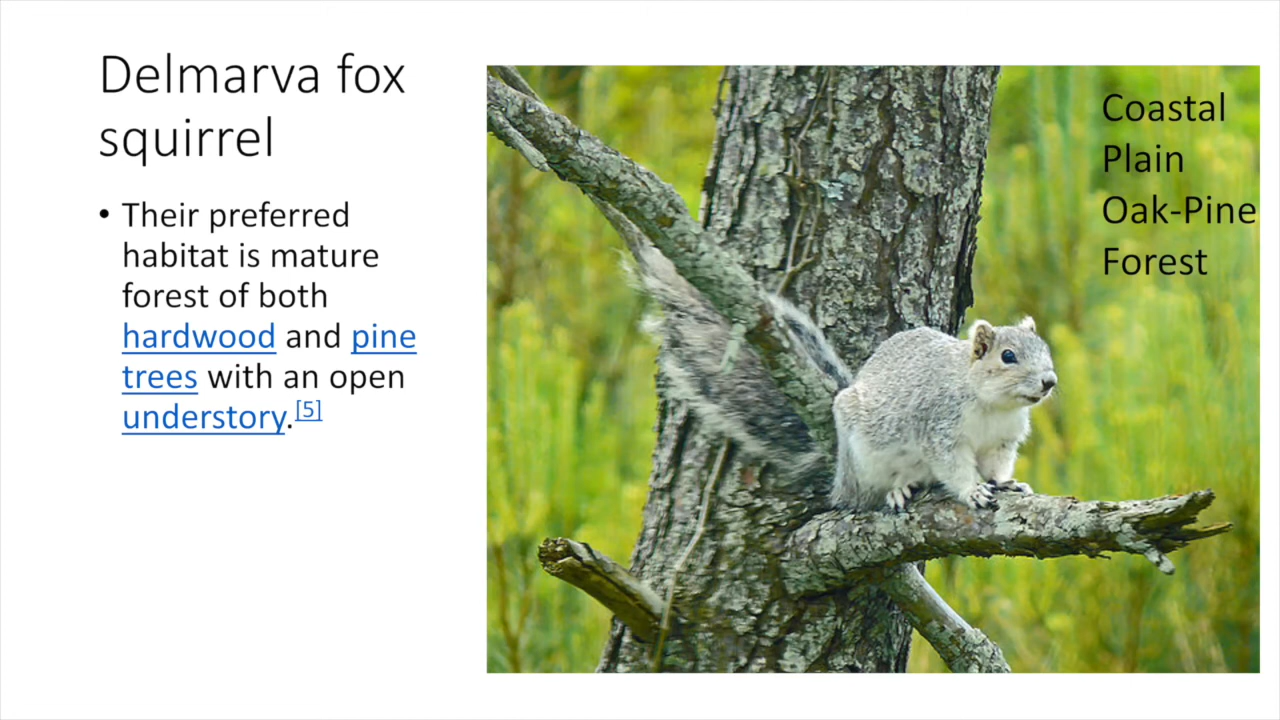 Delmarva fox
squirrel
• Their preferred
habitat is mature
forest of both
hardwood and pine
trees with an open
understory.[5]
Coastal
Plain
Oak-Pine
Forest